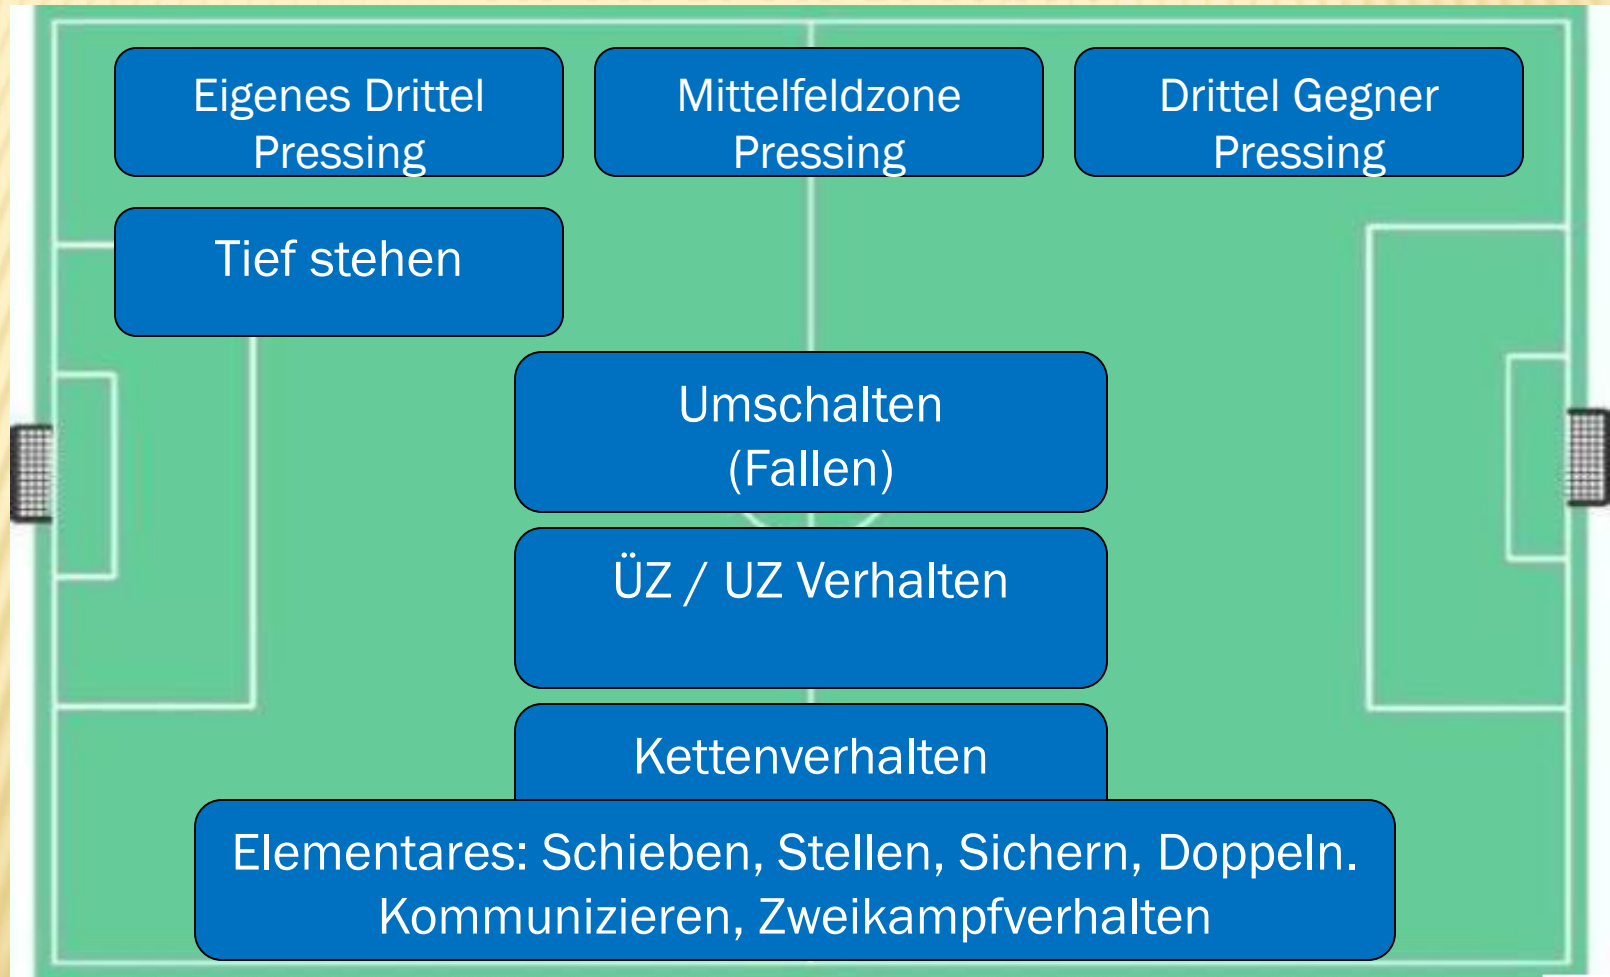 Eigenes Drittel
Pressing
Mittelfeldzone
Pressing
Drittel Gegner
Pressing
Tief stehen
Umschalten
(Fallen)
ÜZ / UZ Verhalten
Kettenverhalten
Elementares: Schieben, Stellen, Sichern, Doppeln.
Kommunizieren, Zweikampfverhalten